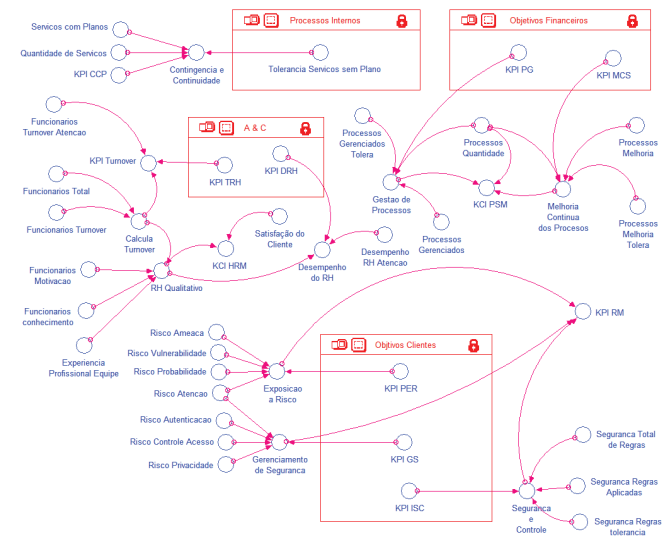 Servicos com Planos
Quantidade de Servicos
KPI CCP
Contingencia e
Continuidade
Processos Internos
Tolerancia Servicos sem Plano
Objetivos Financeiros
KPI PG
KPI MCS
Funcionarios
Turnover Atencao
KPI Turnover
Funcionarios Total
Funcionarios Turnover
Calcula
Turnover
A & C
KPI TRH
KPI DRH
Processos
Gerenciados
Tolera
Processos
Quantidade
Processos
Melhoria
Gestao de
Processos
KCI PSM
Melhoria
Continua
dos Procesos
Processos
Melhoria
Tolera
Processos
Gerenciados
Satisfação do
Cliente
KCI HRM
Desempenho
do RH
Desempenho
RH Atencao
Funcionarios
Motivacao
RH Qualitativo
Funcionarios
conhecimento
Experiencia
Profissional Equipe
KPI RM
Risco Ameaca
Risco Vulnerabilidade
Risco Probabilidade
Risco Atencao
Exposicao
a Risco
Objtivos Clientes
KPI PER
Risco Autenticacao
Risco Controle Acesso
Risco Privacidade
Gerenciamento
de Seguranca
KPI GS
KPI ISC
Seguranca Total
de Regras
Seguranca Regras
Aplicadas
Seguranca Regras
tolerancia
Seguranca
e
Controle